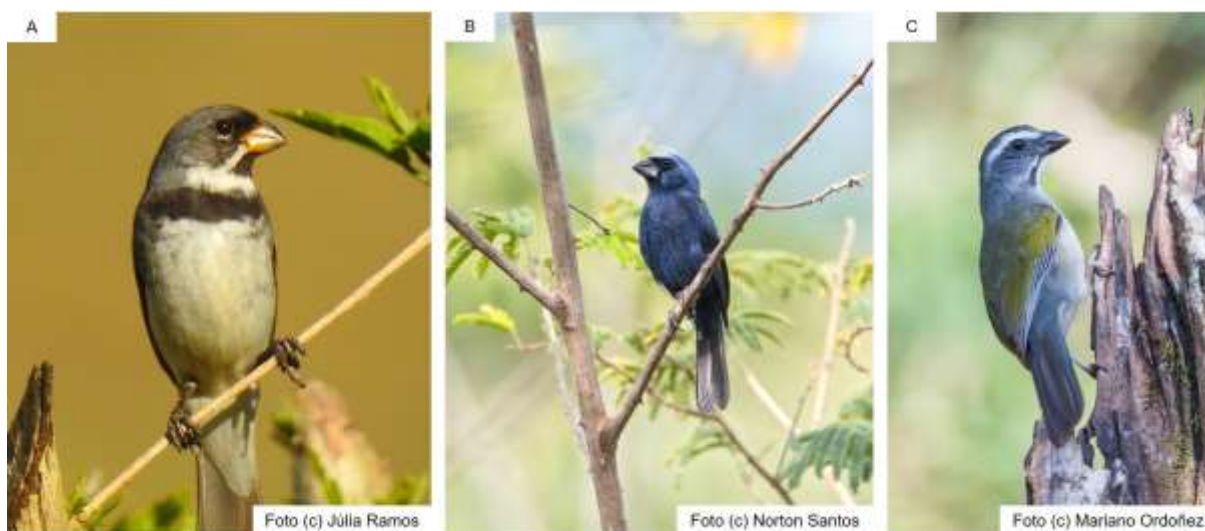 A
B
C
Foto (c) Júlia Ramos
Foto (c) Norton Santos
Foto (c) Mariano Ordoñez